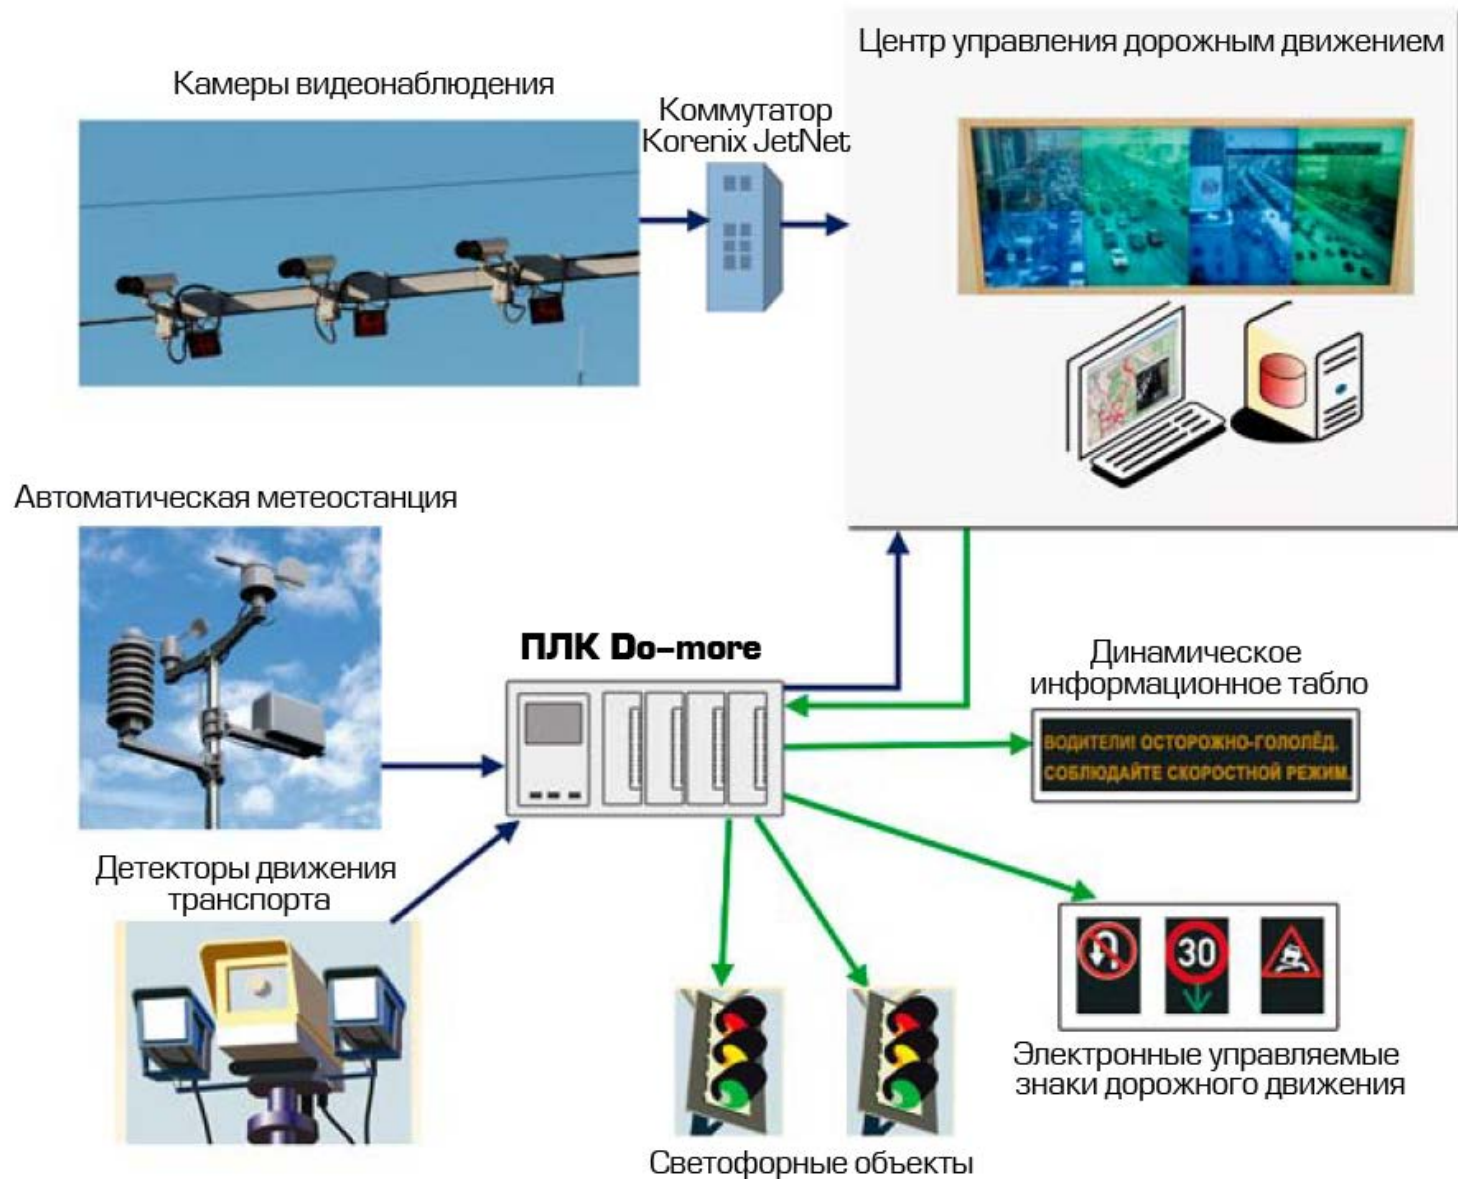 Центр управления дорожным движением
Камеры видеонаблюдения
Коммутатор
Korenix JetNet
Автоматическая метеостанция
ПЛК Do-more
Динамическое
информационное табло
ВОДИТЕЛИ! ОСТОРОЖНО-ГОЛОЛЁД.
СОБЛЮДАЙТЕ СКОРОСТНОЙ РЕЖИМ.
Детекторы движения
транспорта
30
Электронные управляемые
знаки дорожного движения
Светофорные объекты